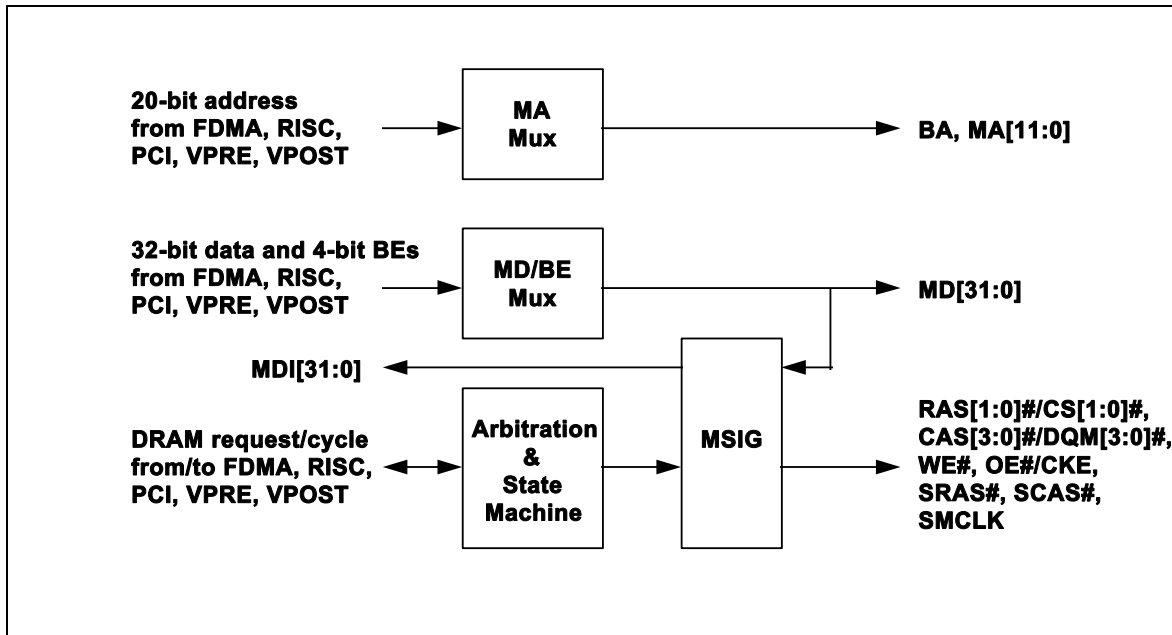 20-bit address
from FDMA, RISC,
PCI, VPRE, VPOST
MA
Mux
BA, MA[11:0]
32-bit data and 4-bit BEs
from FDMA, RISC,
PCI, VPRE, VPOST
MD/BE
Mux
MD[31:0]
MDI[31:0]
DRAM request/cycle
from/to FDMA, RISC,
PCI, VPRE, VPOST
Arbitration
&
State
Machine
MSIG
RAS[1:0]#/CS[1:0]#,
CAS[3:0]#/DQM[3:0]#,
WE#, OE#/CKE,
SRAS#, SCAS#,
SMCLK